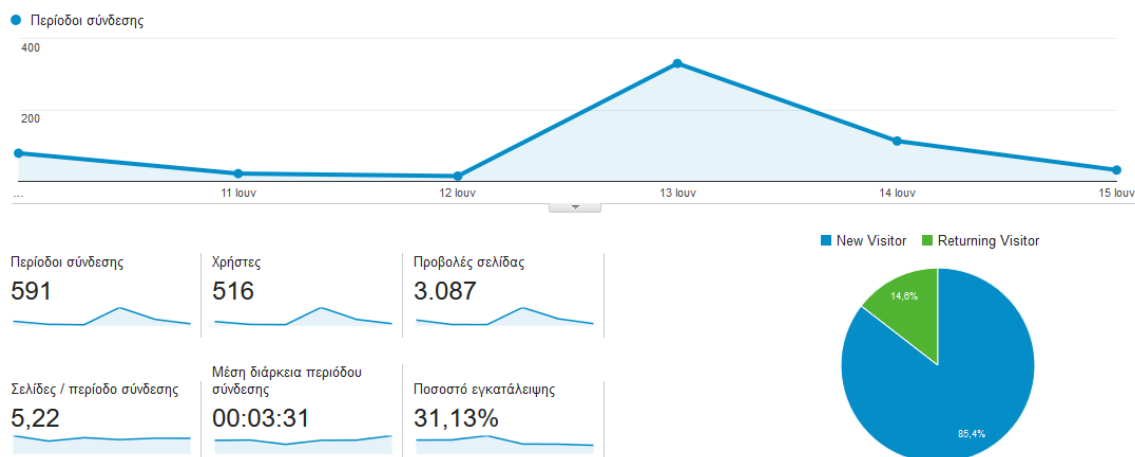 Περίοδοι σύνδεσης
400
200
...
11 Ιουν
12 Ιουν
13 Ιουν
14 Ιουν
15 Ιουν
New Visitor
Returning Visitor
Περίοδοι σύνδεσης
591
Χρήστες
516
Προβολές σελίδας
3.087
14,6%
85,4%
Σελίδες / περίοδο σύνδεσης
5,22
Μέση διάρκεια περιόδου
σύνδεσης
00:03:31
Ποσοστό εγκατάλειψης
31,13%